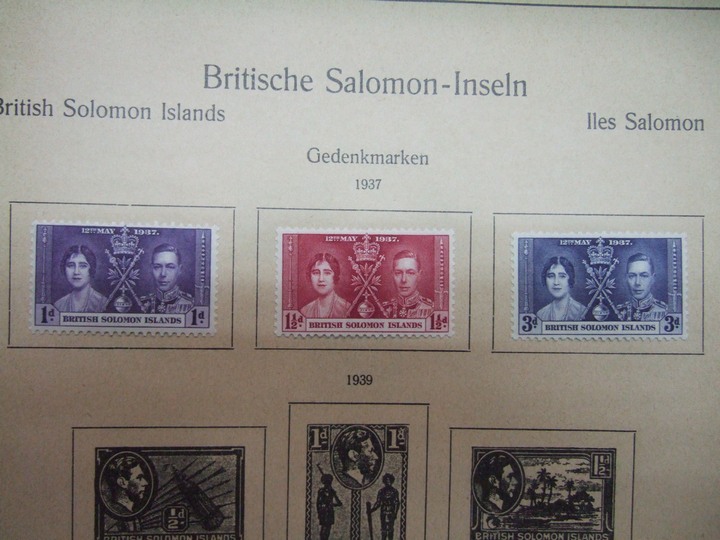 Britische Salomon-Inseln
British Solomon Islands
Iles Salomon
Gedenkmarken
1937
12TH MAY 1937.
1d. 1d.
BRITISH SOLOMON ISLANDS
12TH MAY 1937.
1½d. 1½d.
BRITISH SOLOMON ISLANDS
12TH MAY 1937.
3d 3d
BRITISH SOLOMON ISLANDS
1939
½d.
BRITISH SOLOMON ISLANDS
1d 1d
1½d
BRITISH SOLOMON ISLANDS